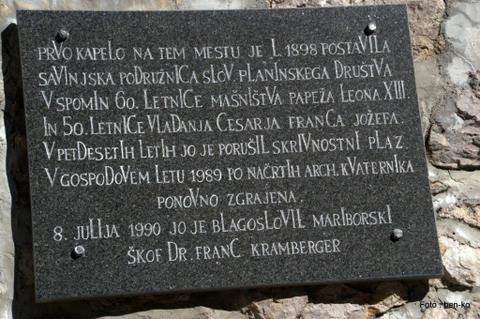 PRVO KAPELO NA TEM MESTU JE L. 1898 POSTAVILA
SAVINJSKA PODRUŽNICA SLOV. PLANINSKEGA DRUŠTVA
V SPOMIN 60. LETNICE MAŠNIŠTVA PAPEŽA LEONA XIII
IN 50. LETNICE VLADANJA CESARJA FRANCA JOŽEFA.
V PETDESETIH LETIH JO JE PORUŠIL SKRIVNOSTNI PLAZ.
V GOSPODOVEM LETU 1989 PO NAČRTIH ARCH. KVATERNIKA
PONOVNO ZGRAJENA.
8. JULIJA 1990 JO JE BLAGOSLOVIL MARIBORSKI
ŠKOF DR. FRANC KRAMBERGER
Foto : ben-ko